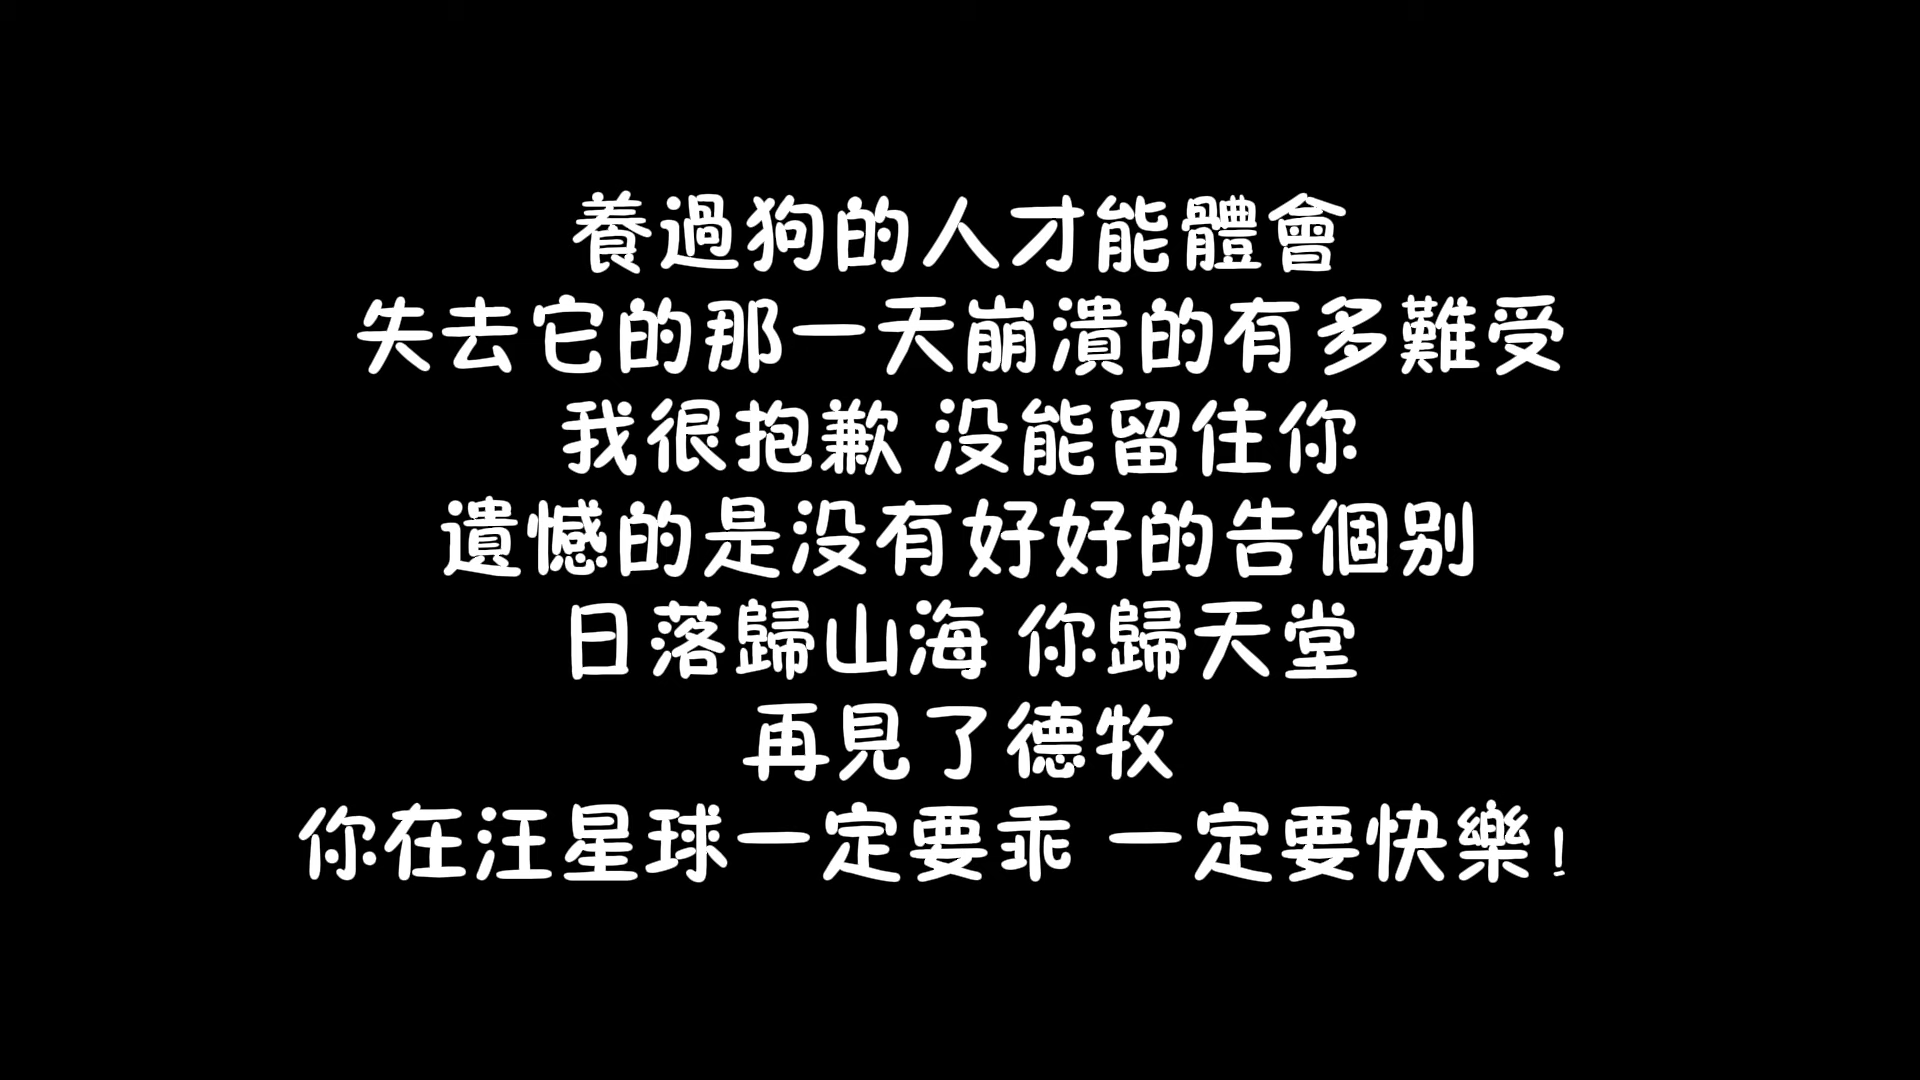 養過狗的人才能體會
失去它的那一天崩潰的有多難受
我很抱歉 没能留住你
遺憾的是没有好好的告個别
日落歸山海 你歸天堂
再見了德牧
你在汪星球一定要乖 一定要快樂!